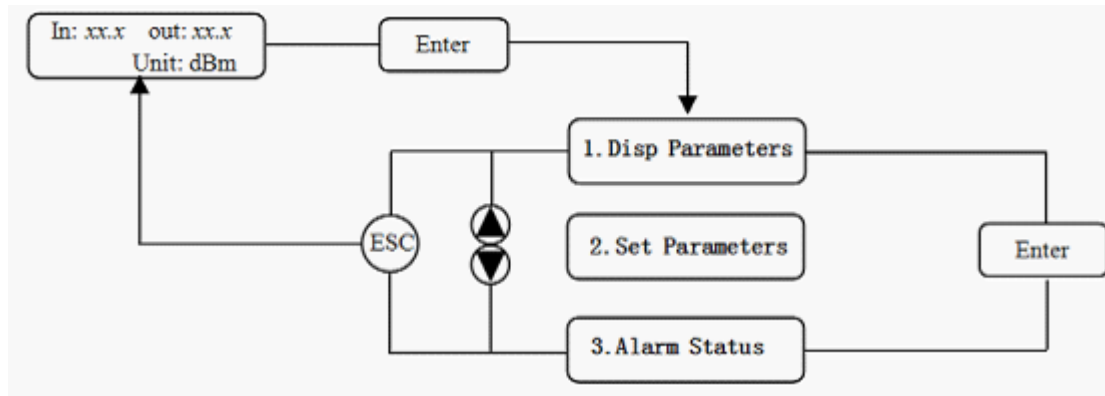 In: xx.x out: xx.x
Unit: dBm
Enter
1.Disp Parameters
ESC
2.Set Parameters
Enter
3.Alarm Status